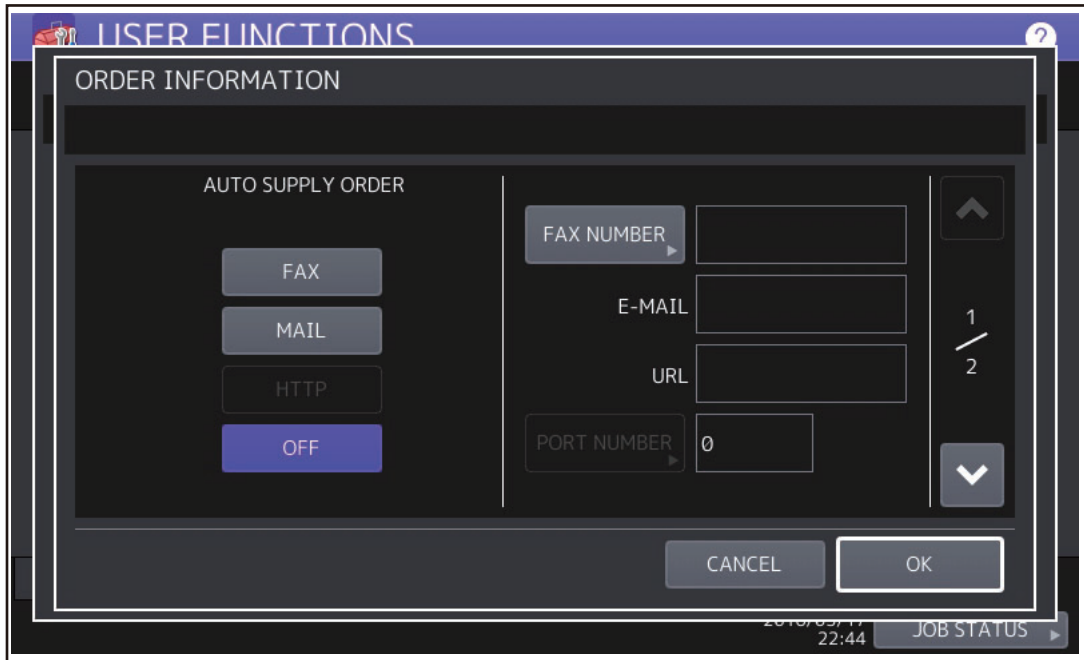 USER FUNCTIONS
?
ORDER INFORMATION
AUTO SUPPLY ORDER
FAX
MAIL
HTTP
OFF
FAX NUMBER
E-MAIL
URL
PORT NUMBER
0
1
2
CANCEL
OK
22:44
JOB STATUS